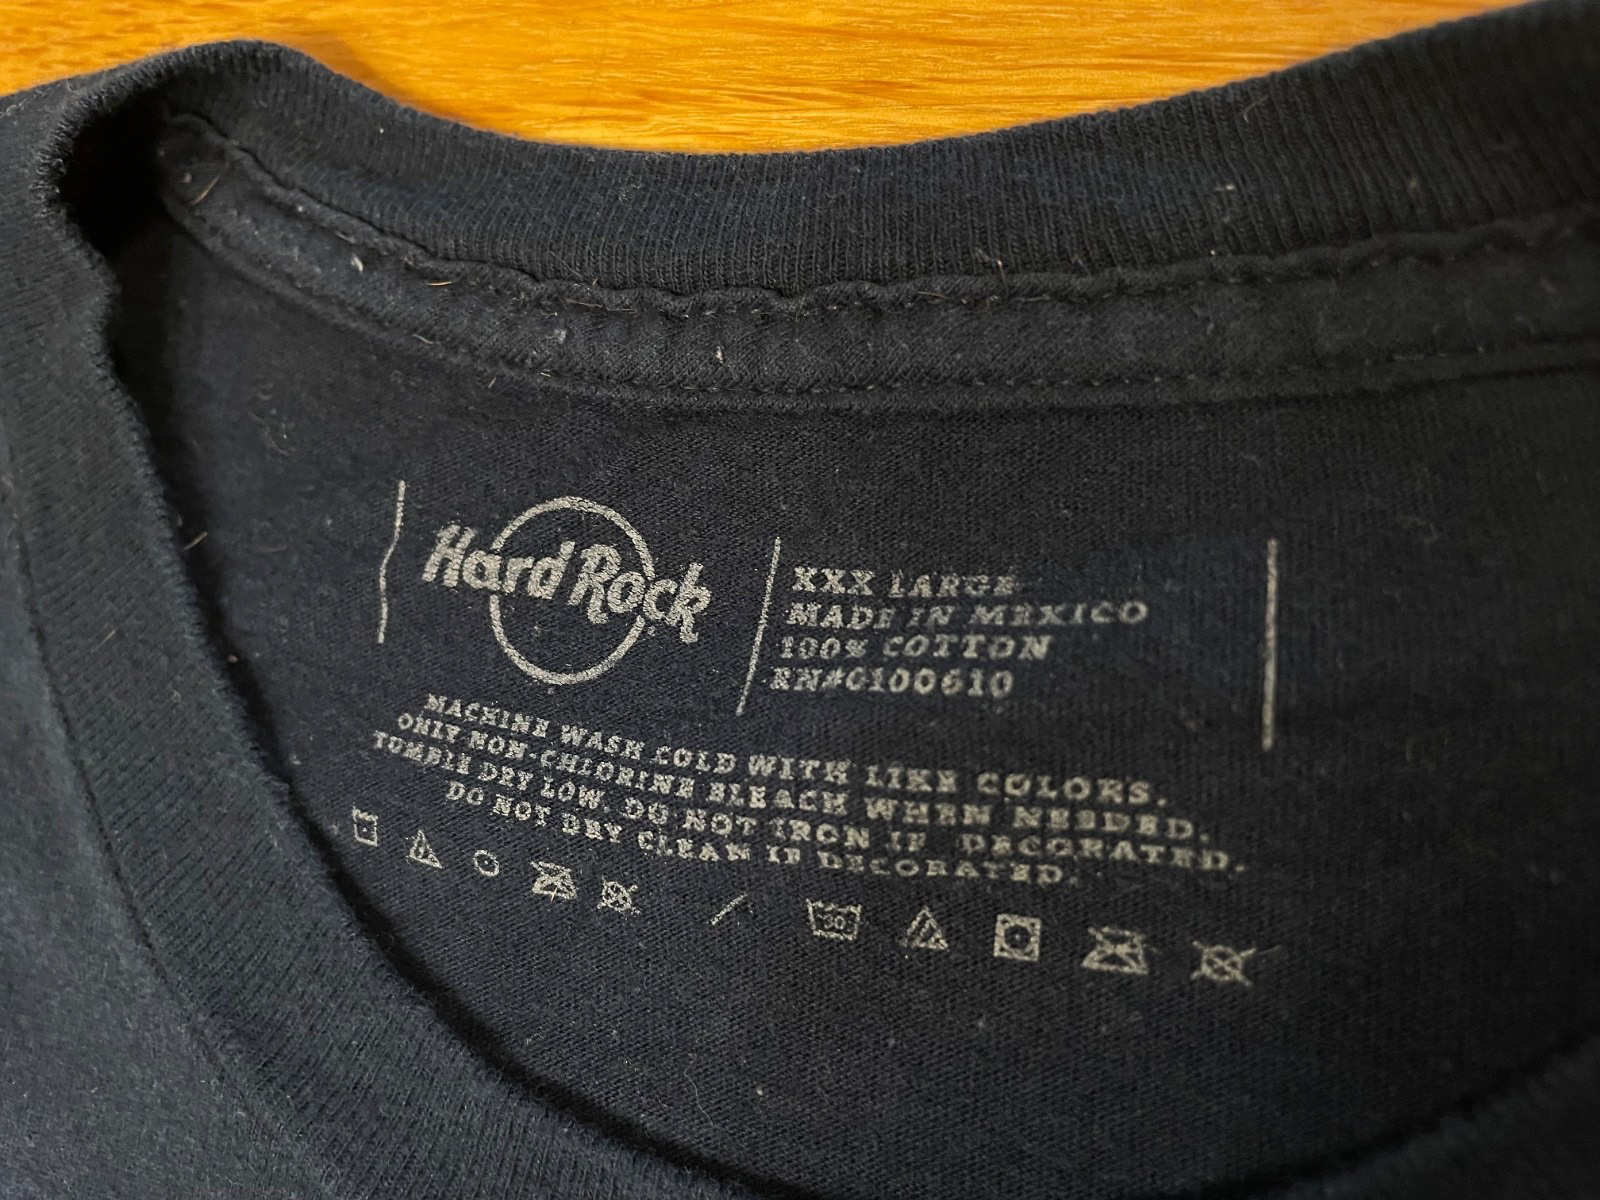 Hard Rock
XXX LARGE
MADE IN MEXICO
100% COTTON
RN#0100610
MACHINE WASH COLD WITH LIKE COLORS.
ONLY NON-CHLORINE BLEACH WHEN NEEDED.
TUMBLE DRY LOW. DO NOT IRON IF DECORATED.
DO NOT DRY CLEAN IF DECORATED.
30